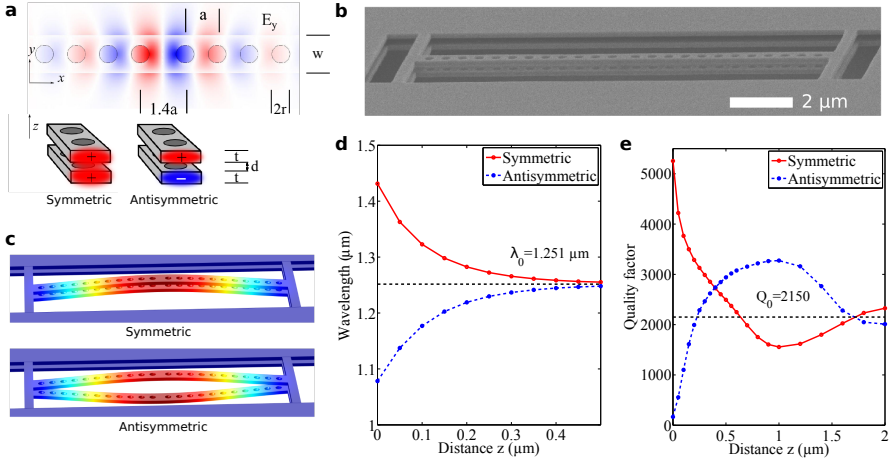 a
a
E_y
w
y
x
1.4a
2r
z
t
d
t
+
+
+
−
Symmetric
Antisymmetric
b
2 μm
c
Symmetric
Antisymmetric
d
1.5
1.4
1.3
1.2
1.1
1
Wavelength (μm)
Symmetric
Antisymmetric
λ₀=1.251 μm
0
0.1
0.2
0.3
0.4
Distance z (μm)
e
5000
4000
3000
2000
1000
0
Quality factor
Symmetric
Antisymmetric
Q₀=2150
0
0.5
1
1.5
2
Distance z (μm)